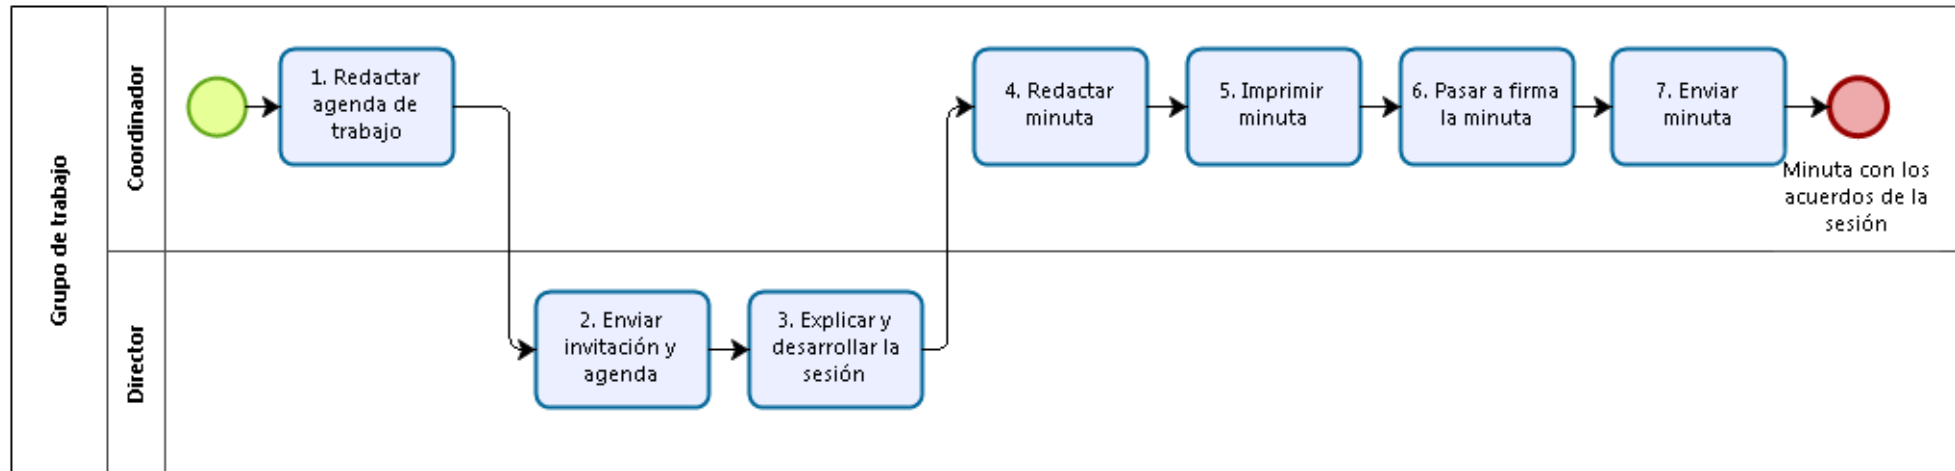 Grupo de trabajo
Coordinador
1. Redactar
agenda de
trabajo
4. Redactar
minuta
5. Imprimir
minuta
6. Pasar a firma
la minuta
7. Enviar
minuta
Minuta con los
acuerdos de la
sesión
Director
2. Enviar
invitación y
agenda
3. Explicar y
desarrollar la
sesión